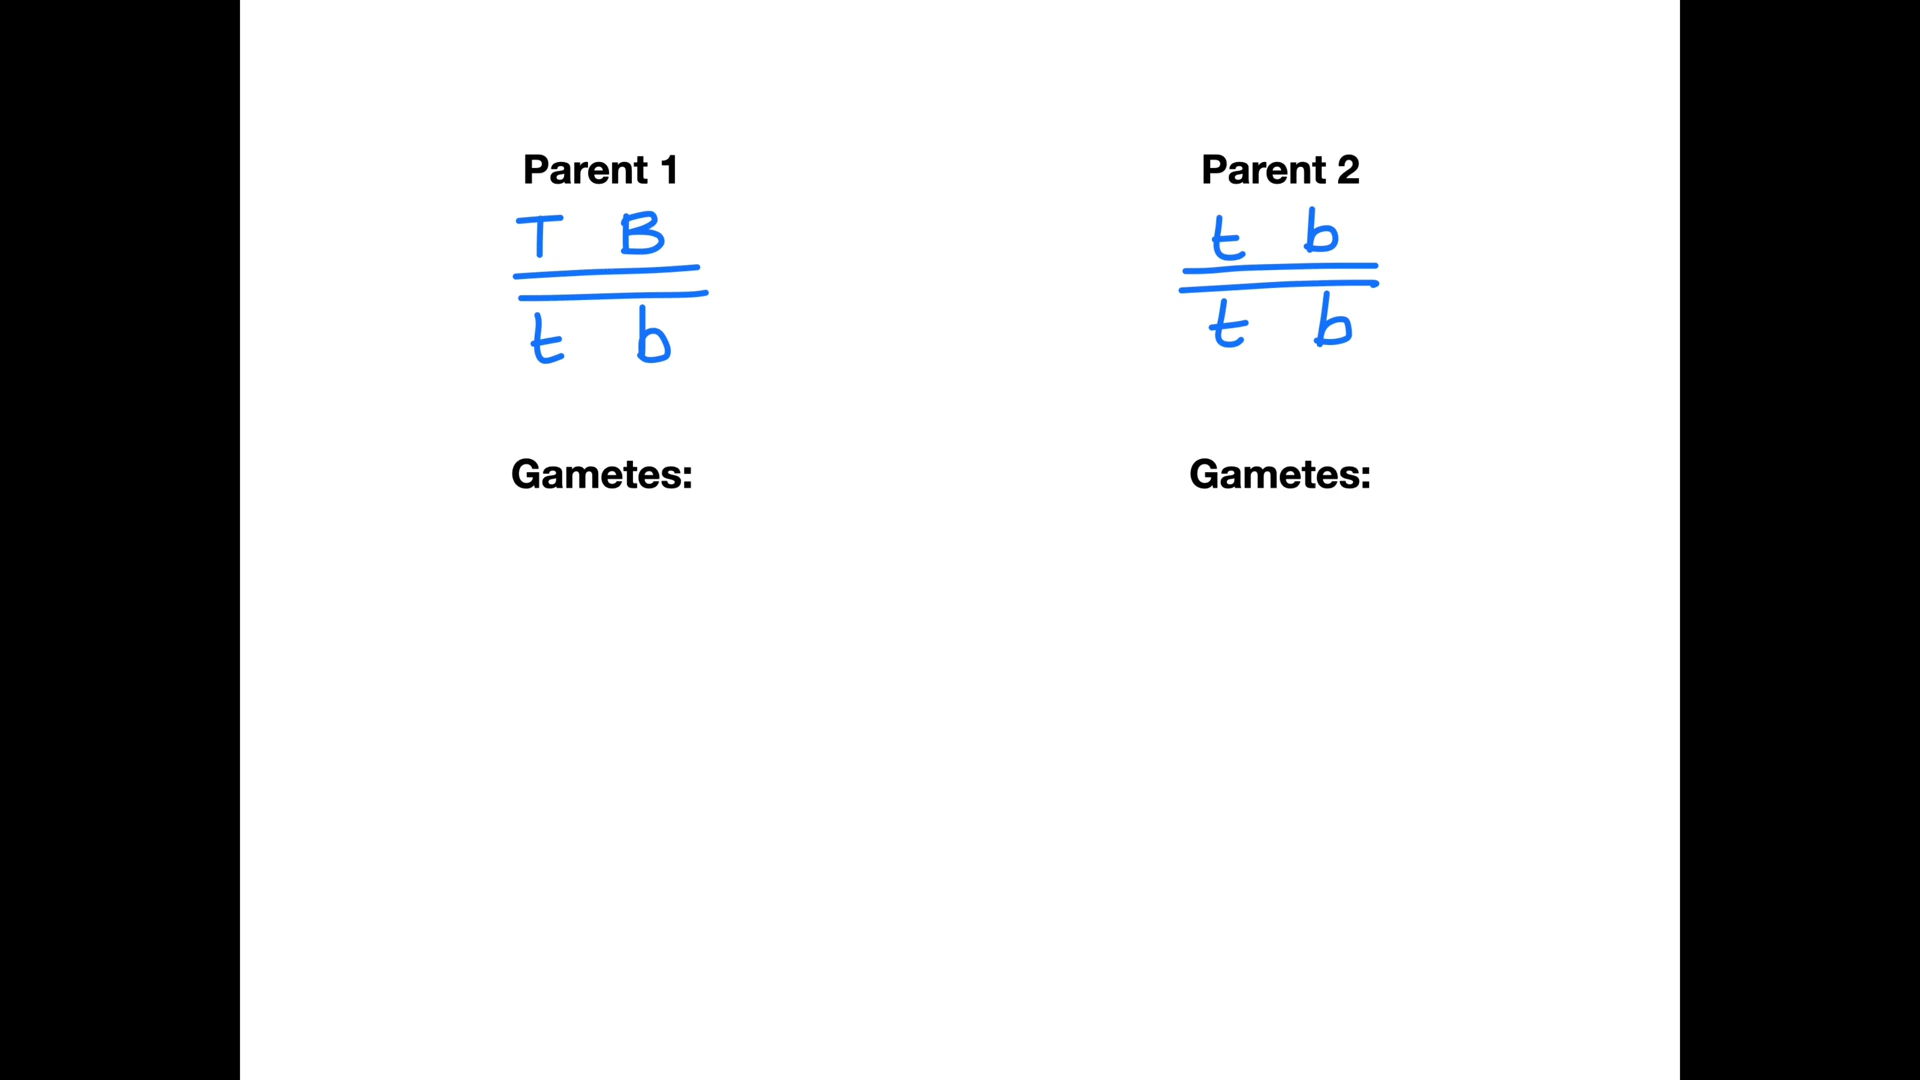 Parent 1
T B
t b
Gametes:
Parent 2
t b
t b
Gametes: